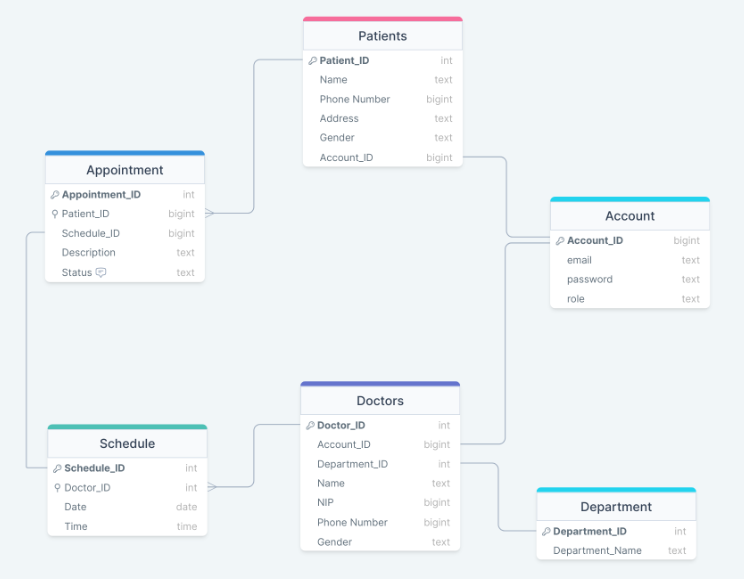 Patients
Patient_ID int
Name text
Phone Number bigint
Address text
Gender text
Account_ID bigint
Appointment
Appointment_ID int
Patient_ID bigint
Schedule_ID bigint
Description text
Status text
Account
Account_ID bigint
email text
password text
role text
Doctors
Doctor_ID int
Account_ID bigint
Department_ID int
Name text
NIP bigint
Phone Number bigint
Gender text
Schedule
Schedule_ID int
Doctor_ID int
Date date
Time time
Department
Department_ID int
Department_Name text